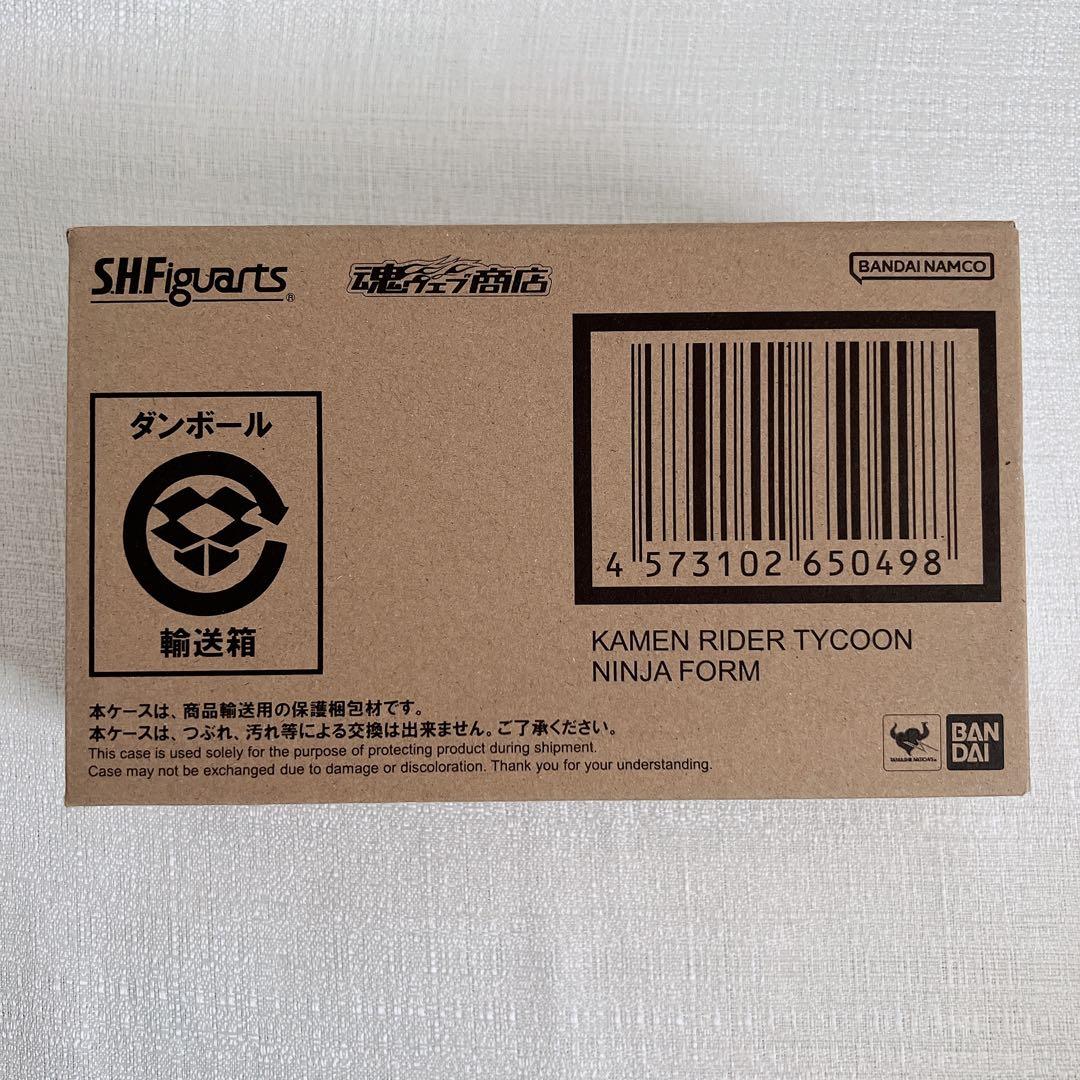 S.H.Figuarts®
魂ウェブ商店
BANDAI NAMCO
ダンボール
輸送箱
4 573102 650498
KAMEN RIDER TYCOON
NINJA FORM
本ケースは、商品輸送用の保護梱包材です。
本ケースは、つぶれ、汚れ等による交換は出来ません。ご了承ください。
This case is used solely for the purpose of protecting product during shipment.
Case may not be exchanged due to damage or discoloration. Thank you for your understanding.
TAMASHII NATIONS
BAN
DAI